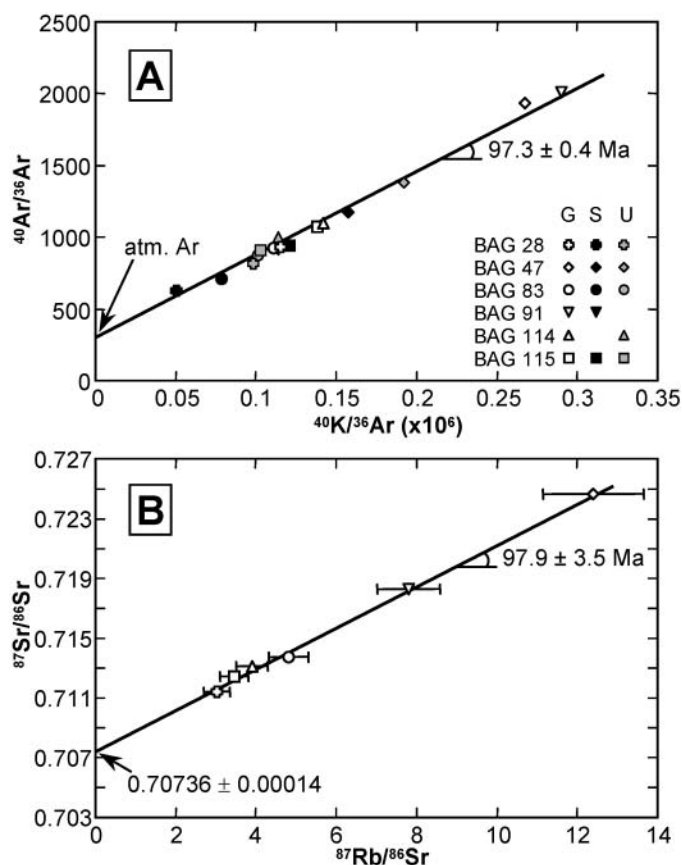 A
⁴⁰Ar/³⁶Ar
2500
2000
1500
1000
500
0
atm. Ar
97.3 ± 0.4 Ma
G S U
BAG 28
BAG 47
BAG 83
BAG 91
BAG 114
BAG 115
0 0.05 0.1 0.15 0.2 0.25 0.3 0.35
⁴⁰K/³⁶Ar (x10⁶)
B
⁸⁷Sr/⁸⁶Sr
0.727
0.723
0.719
0.715
0.711
0.707
0.703
97.9 ± 3.5 Ma
0.70736 ± 0.00014
0 2 4 6 8 10 12 14
⁸⁷Rb/⁸⁶Sr